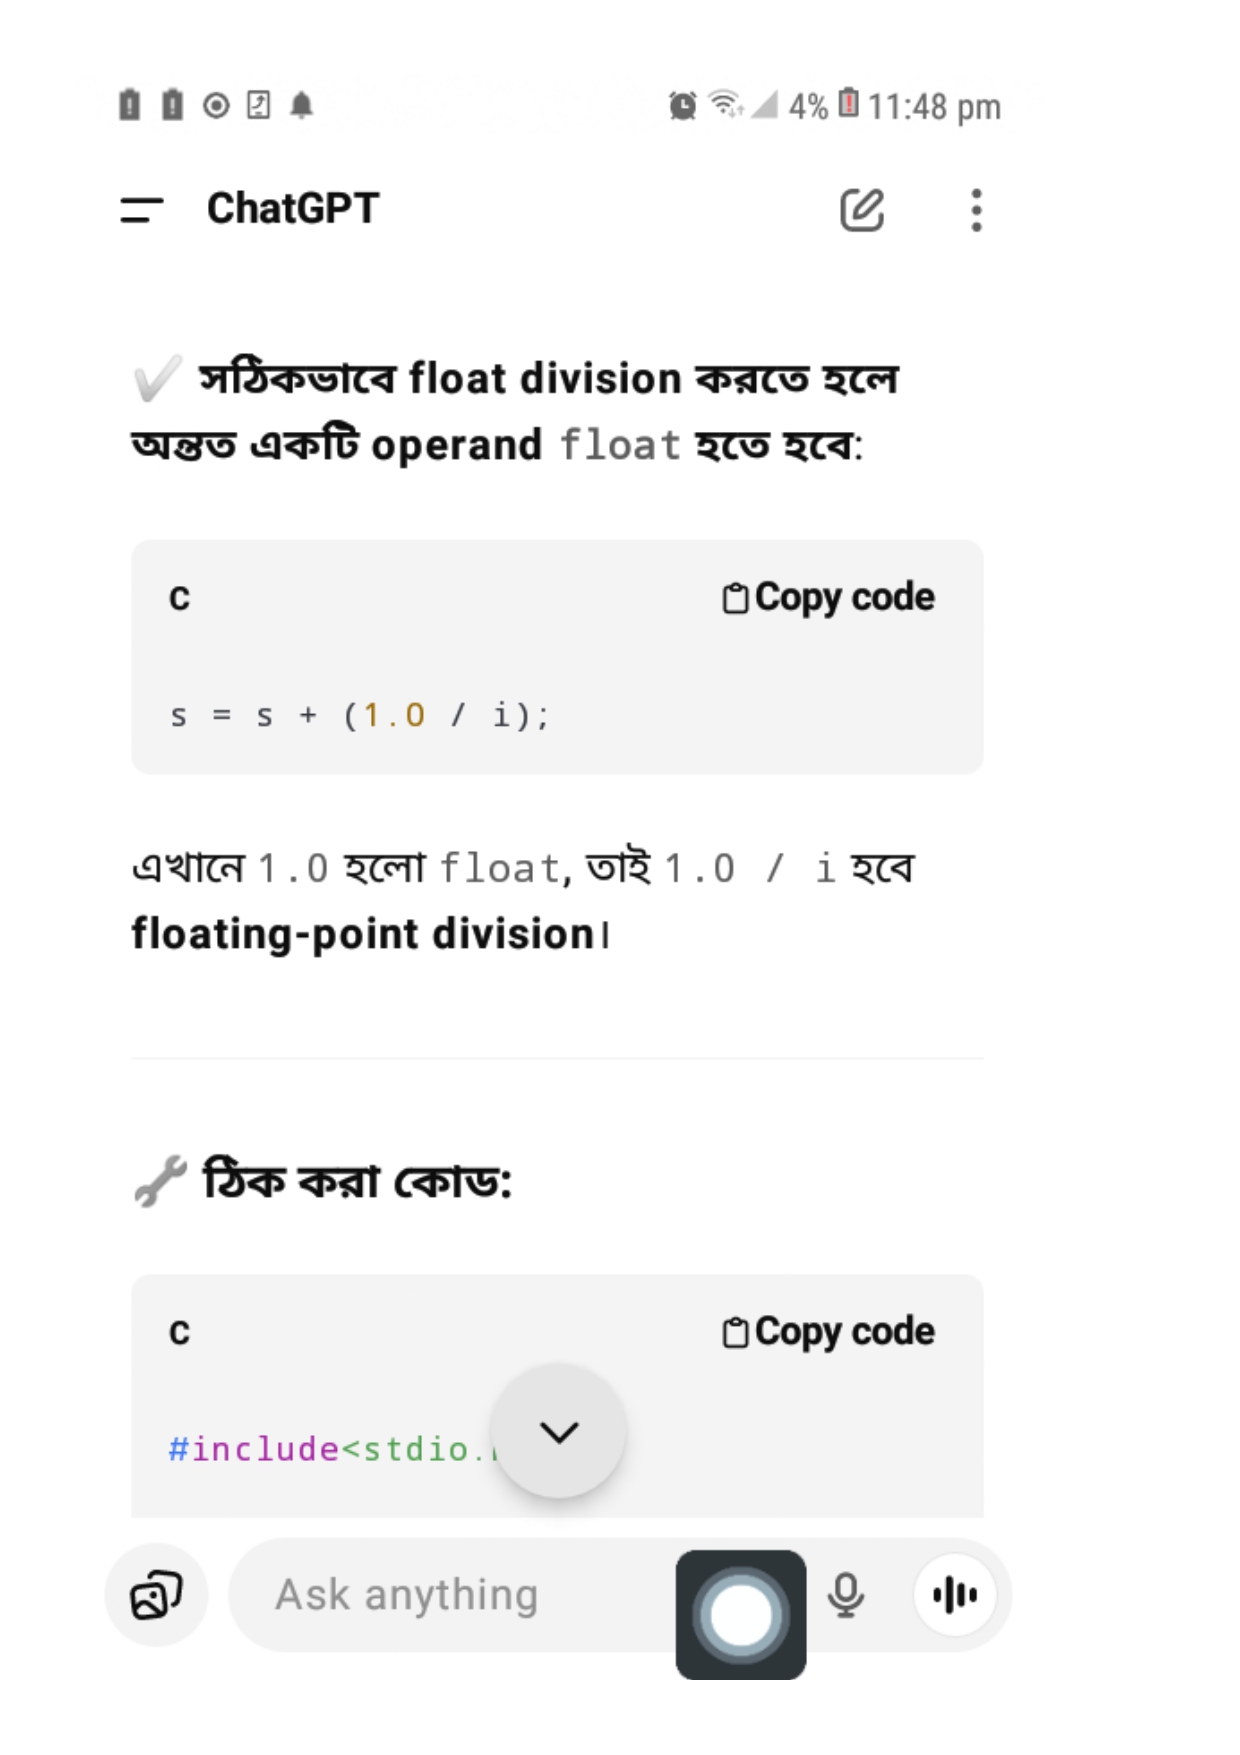 4% 11:48 pm
ChatGPT
সঠিকভাবে float division করতে হলে
অন্তত একটি operand float হতে হবে:
C Copy code
s = s + (1.0 / i);
এখানে 1.0 হলো float, তাই 1.0 / i হবে
floating-point division।
ঠিক করা কোড:
C Copy code
#include<stdio.
Ask anything